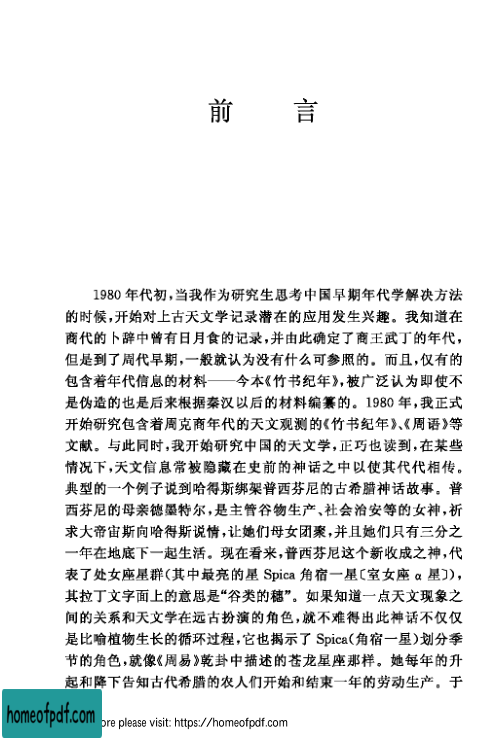 前 言
1980 年代初,当我作为研究生思考中国早期年代学解决方法
的时候,开始对上古天文学记录潜在的应用发生兴趣。我知道在
商代的卜辞中曾有日月食的记录,并由此确定了商王武丁的年代,
但是到了周代早期,一般就认为没有什么可参照的。而且,仅有的
包含着年代信息的材料——今本《竹书纪年》,被广泛认为即使不
是伪造的也是后来根据秦汉以后的材料编纂的。1980 年,我正式
开始研究包含着周克商年代的天文观测的《竹书纪年》、《周语》等
文献。与此同时,我开始研究中国的天文学,正巧也读到,在某些
情况下,天文信息常被隐藏在史前的神话之中以使其代代相传。
典型的一个例子说到哈得斯绑架普西芬尼的古希腊神话故事。普
西芬尼的母亲德墨特尔,是主管谷物生产、社会治安等的女神,祈
求大帝宙斯向哈得斯说情,让她们母女团聚,并且她们只有三分之
一年在地底下一起生活。现在看来,普西芬尼这个新收成之神,代
表了处女座星群(其中最亮的星 Spica 角宿一星〔室女座 α 星〕),
其拉丁文字面上的意思是“谷类的穗”。如果知道一点天文现象之
间的关系和天文学在远古扮演的角色,就不难得出此神话不仅仅
是比喻植物生长的循环过程,它也揭示了 Spica(角宿一星)划分季
节的角色,就像《周易》乾卦中描述的苍龙星座那样。她每年的升
起和降下告知古代希腊的农人们开始和结束一年的劳动生产。于
homeofpdf.com
ore please visit: https://homeofpdf.com